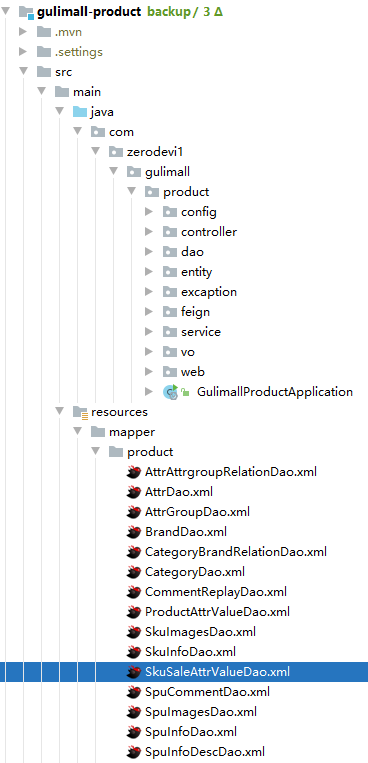 gulimall-product backup / 3 Δ
.mvn
.settings
src
main
java
com
zerodevi1
gulimall
product
config
controller
dao
entity
excaption
feign
service
vo
web
GulimallProductApplication
resources
mapper
product
AttrAttrgroupRelationDao.xml
AttrDao.xml
AttrGroupDao.xml
BrandDao.xml
CategoryBrandRelationDao.xml
CategoryDao.xml
CommentReplayDao.xml
ProductAttrValueDao.xml
SkuImagesDao.xml
SkuInfoDao.xml
SkuSaleAttrValueDao.xml
SpuCommentDao.xml
SpuImagesDao.xml
SpuInfoDao.xml
SpuInfoDescDao.xml